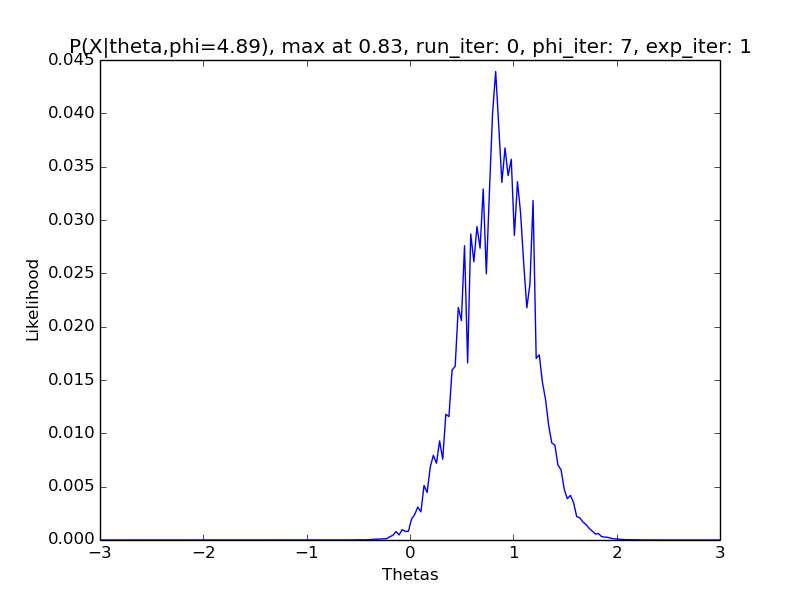 P(X|theta,phi=4.89), max at 0.83, run_iter: 0, phi_iter: 7, exp_iter: 1
0.045
0.040
0.035
0.030
0.025
0.020
0.015
0.010
0.005
0.000
Likelihood
−3 −2 −1 0 1 2 3
Thetas